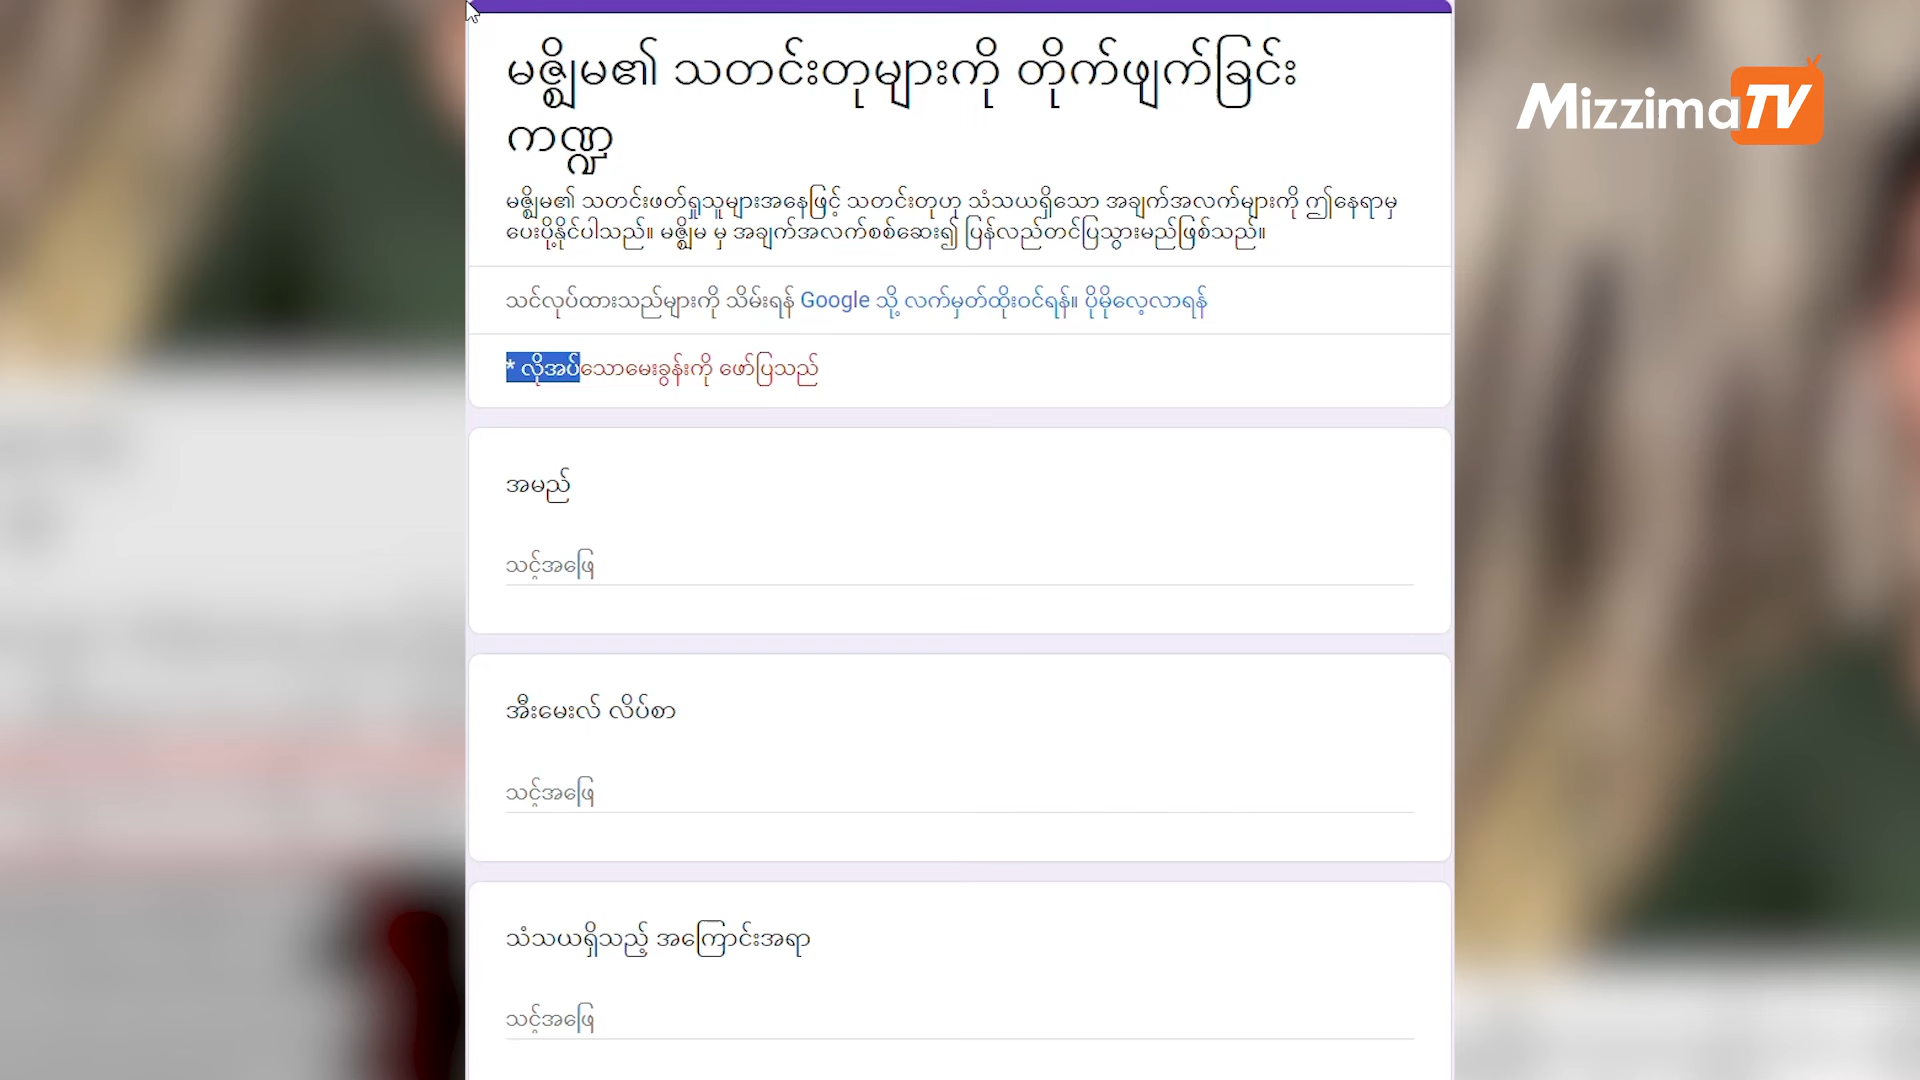 မဇ္ဈိမ၏ သတင်းတုများကို တိုက်ဖျက်ခြင်း
ကဏ္ဍ
မဇ္ဈိမ၏ သတင်းဖတ်ရှုသူများအနေဖြင့် သတင်းတုဟု သံသယရှိသော အချက်အလက်များကို ဤနေရာမှ
ပေးပို့နိုင်ပါသည်။ မဇ္ဈိမ မှ အချက်အလက်စစ်ဆေး၍ ပြန်လည်တင်ပြသွားမည်ဖြစ်သည်။
သင်လုပ်ထားသည်များကို သိမ်းရန် Google သို့ လက်မှတ်ထိုးဝင်ရန်။ ပိုမိုလေ့လာရန်
* လိုအပ်သောမေးခွန်းကို ဖော်ပြသည်
အမည်
သင့်အဖြေ
အီးမေးလ် လိပ်စာ
သင့်အဖြေ
သံသယရှိသည့် အကြောင်းအရာ
သင့်အဖြေ
MizzimaTV